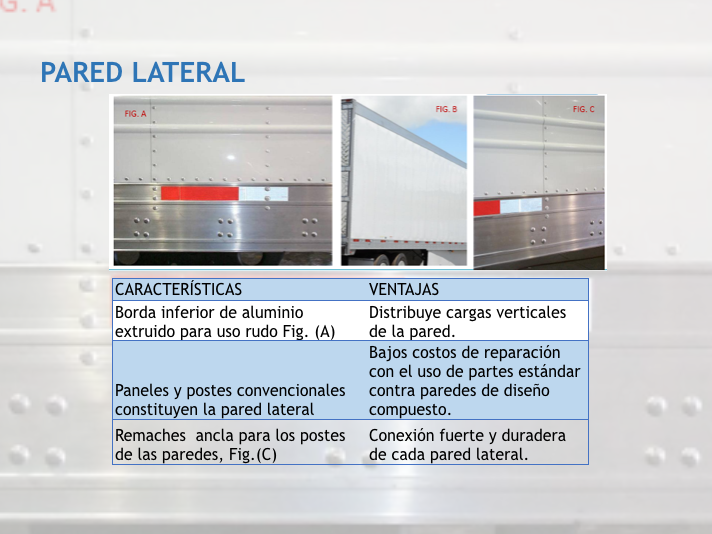 G. A
PARED LATERAL
FIG. A
FIG. B
FIG. C
CARACTERÍSTICAS
VENTAJAS
Borda inferior de aluminio
extruido para uso rudo Fig. (A)
Distribuye cargas verticales
de la pared.
Paneles y postes convencionales
constituyen la pared lateral
Bajos costos de reparación
con el uso de partes estándar
contra paredes de diseño
compuesto.
Remaches  ancla para los postes
de las paredes, Fig.(C)
Conexión fuerte y duradera
de cada pared lateral.